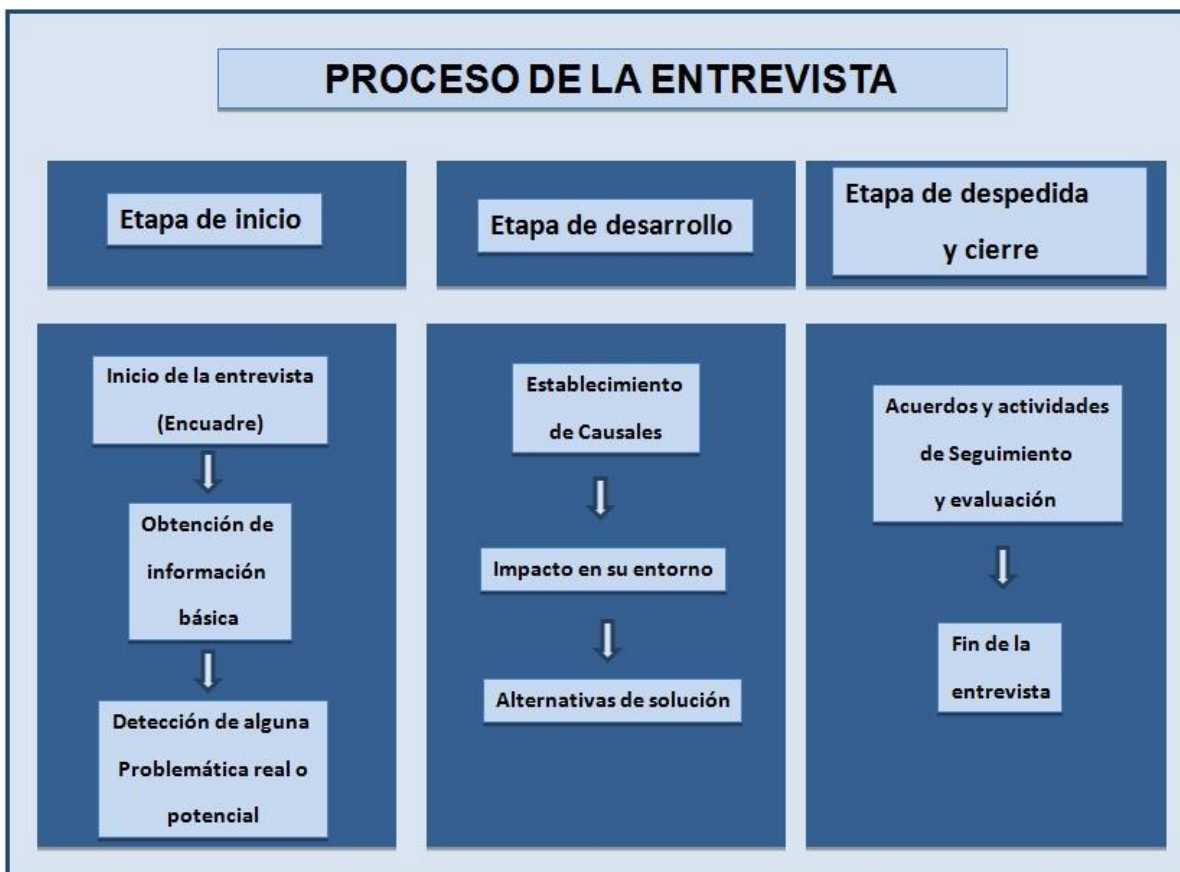 PROCESO DE LA ENTREVISTA
Etapa de inicio
Etapa de desarrollo
Etapa de despedida
y cierre
Inicio de la entrevista
(Encuadre)
Obtención de
información
básica
Detección de alguna
Problemática real o
potencial
Establecimiento
de Causales
Impacto en su entorno
Alternativas de solución
Acuerdos y actividades
de Seguimiento
y evaluación
Fin de la
entrevista